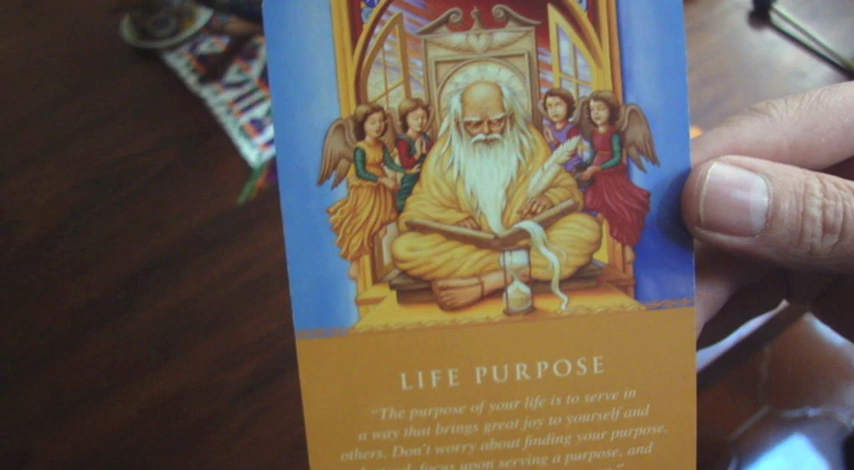 LIFE PURPOSE
"The purpose of your life is to serve in
a way that brings great joy to yourself and
others. Don't worry about finding your purpose.
focus upon serving a purpose, and